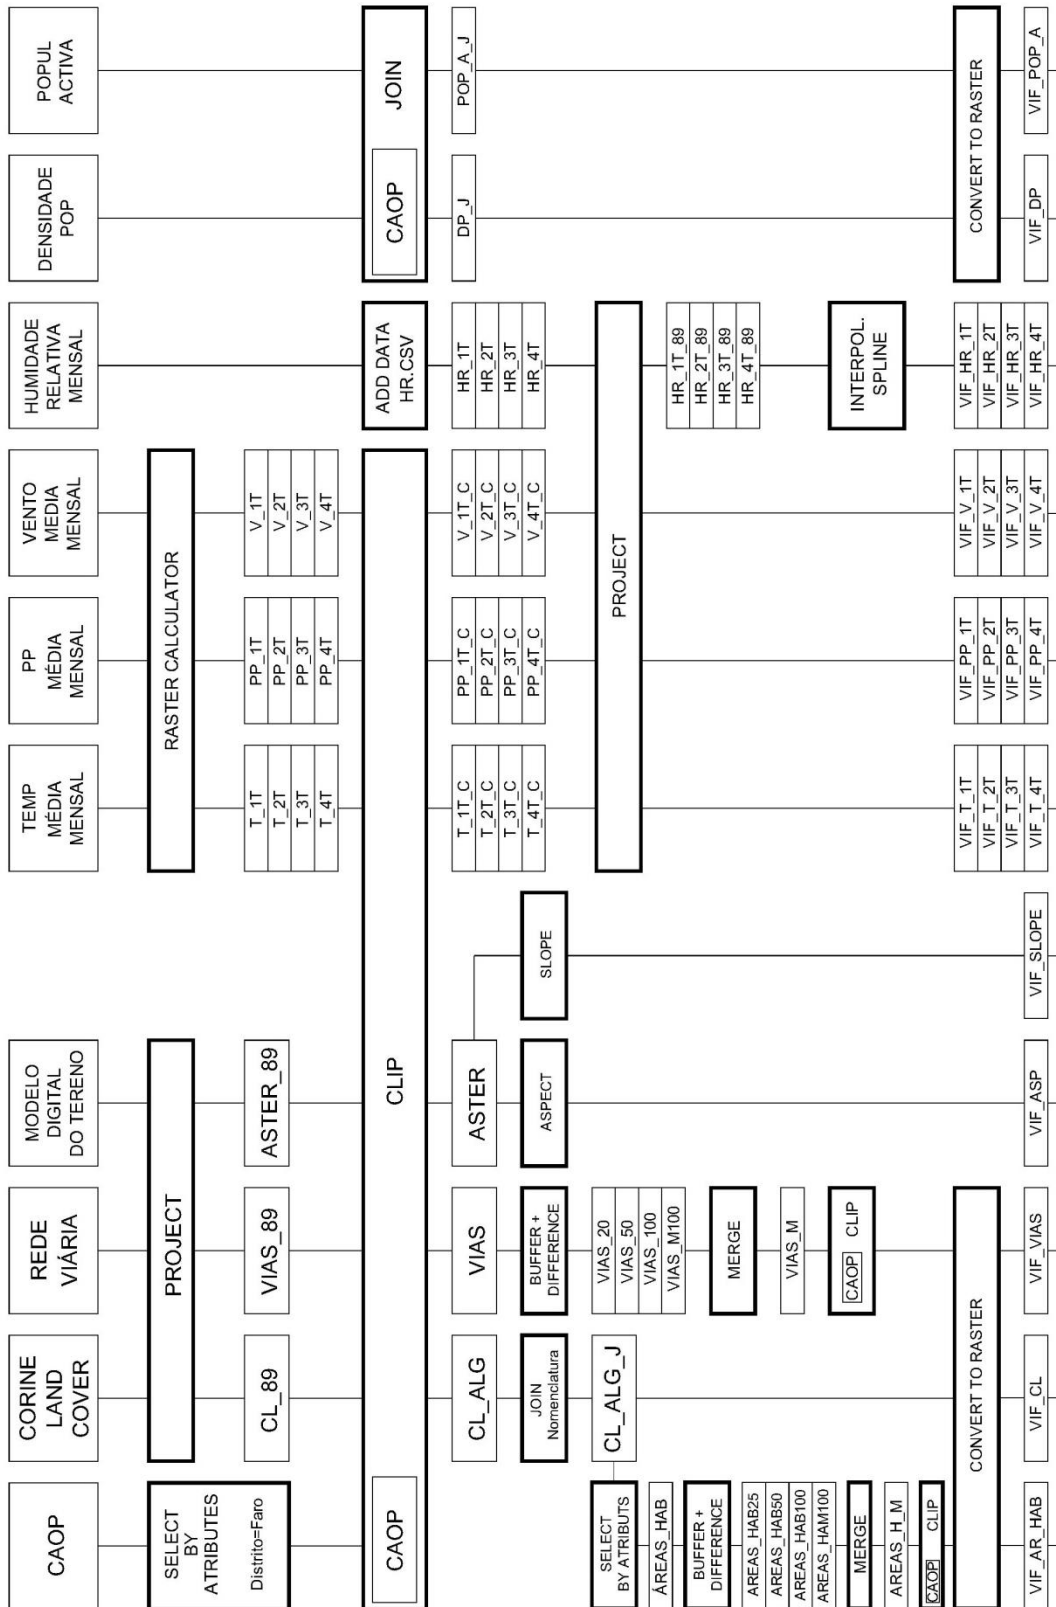 CAOP
CORINE
LAND
COVER
REDE
VIÁRIA
MODELO
DIGITAL
DO TERENO
TEMP
MÉDIA
MENSAL
PP
MÉDIA
MENSAL
VENTO
MEDIA
MENSAL
HUMIDADE
RELATIVA
MENSAL
DENSIDADE
POP
POPUL
ACTIVA
SELECT
BY
ATRIBUTES
Distrito=Faro
PROJECT
RASTER CALCULATOR
CL_89
VIAS_89
ASTER_89
T_1T
T_2T
T_3T
T_4T
PP_1T
PP_2T
PP_3T
PP_4T
V_1T
V_2T
V_3T
V_4T
CAOP
CLIP
ADD DATA
HR.CSV
CAOP
JOIN
CL_ALG
VIAS
ASTER
T_1T_C
T_2T_C
T_3T_C
T_4T_C
PP_1T_C
PP_2T_C
PP_3T_C
PP_4T_C
V_1T_C
V_2T_C
V_3T_C
V_4T_C
HR_1T
HR_2T
HR_3T
HR_4T
DP_J
POP_A_J
JOIN
Nomenclatura
BUFFER +
DIFFERENCE
ASPECT
SLOPE
PROJECT
SELECT
BY ATRIBUTS
CL_ALG_J
VIAS_20
VIAS_50
VIAS_100
VIAS_M100
HR_1T_89
HR_2T_89
HR_3T_89
HR_4T_89
ÁREAS_HAB
BUFFER +
DIFFERENCE
MERGE
AREAS_HAB25
AREAS_HAB50
AREAS_HAB100
AREAS_HAM100
VIAS_M
MERGE
CAOP CLIP
INTERPOL.
SPLINE
AREAS_H_M
CAOP CLIP
CONVERT TO RASTER
CONVERT TO RASTER
VIF_AR_HAB
VIF_CL
VIF_VIAS
VIF_ASP
VIF_SLOPE
VIF_T_1T
VIF_T_2T
VIF_T_3T
VIF_T_4T
VIF_PP_1T
VIF_PP_2T
VIF_PP_3T
VIF_PP_4T
VIF_V_1T
VIF_V_2T
VIF_V_3T
VIF_V_4T
VIF_HR_1T
VIF_HR_2T
VIF_HR_3T
VIF_HR_4T
VIF_DP
VIF_POP_A